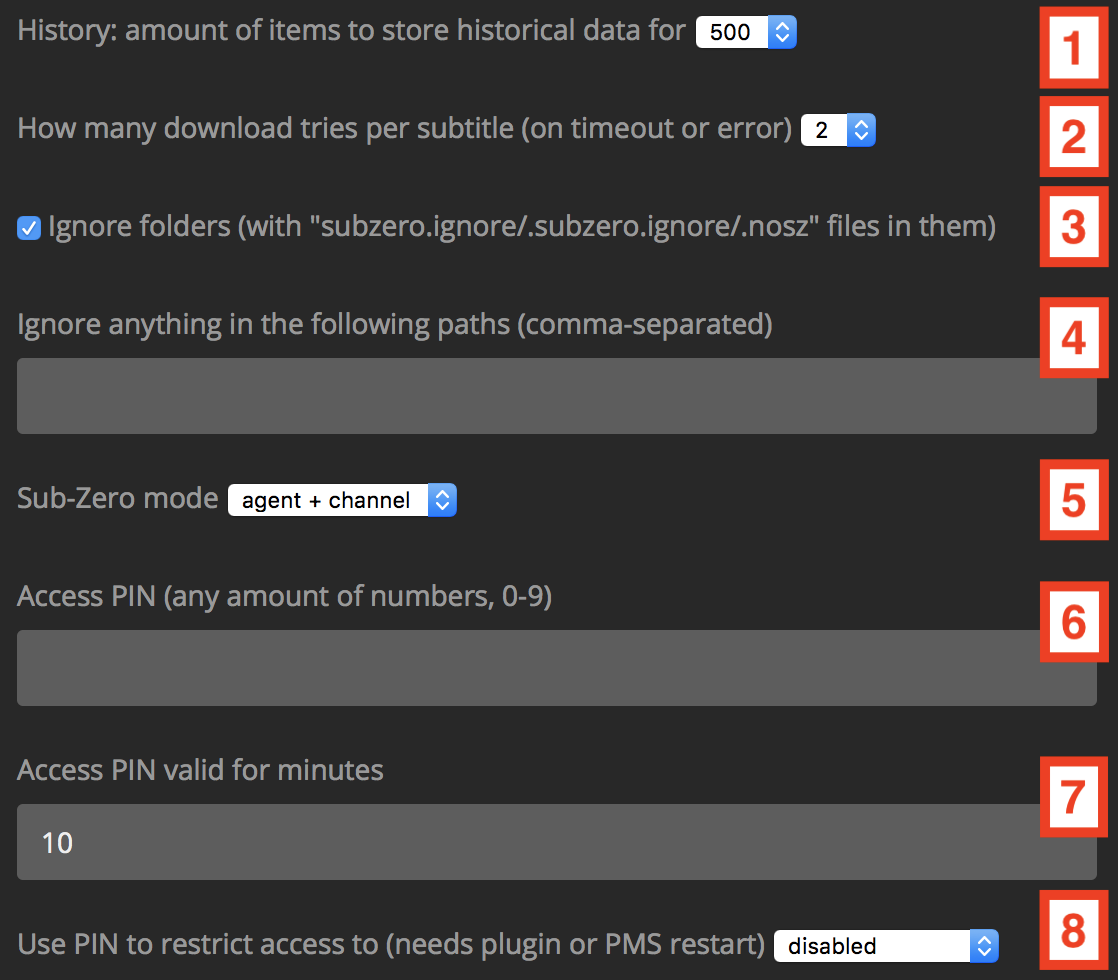 History: amount of items to store historical data for 500 1
How many download tries per subtitle (on timeout or error) 2 2
Ignore folders (with "subzero.ignore/.subzero.ignore/.nosz" files in them) 3
Ignore anything in the following paths (comma-separated) 4
Sub-Zero mode agent + channel 5
Access PIN (any amount of numbers, 0-9) 6
Access PIN valid for minutes 7
10
Use PIN to restrict access to (needs plugin or PMS restart) disabled 8